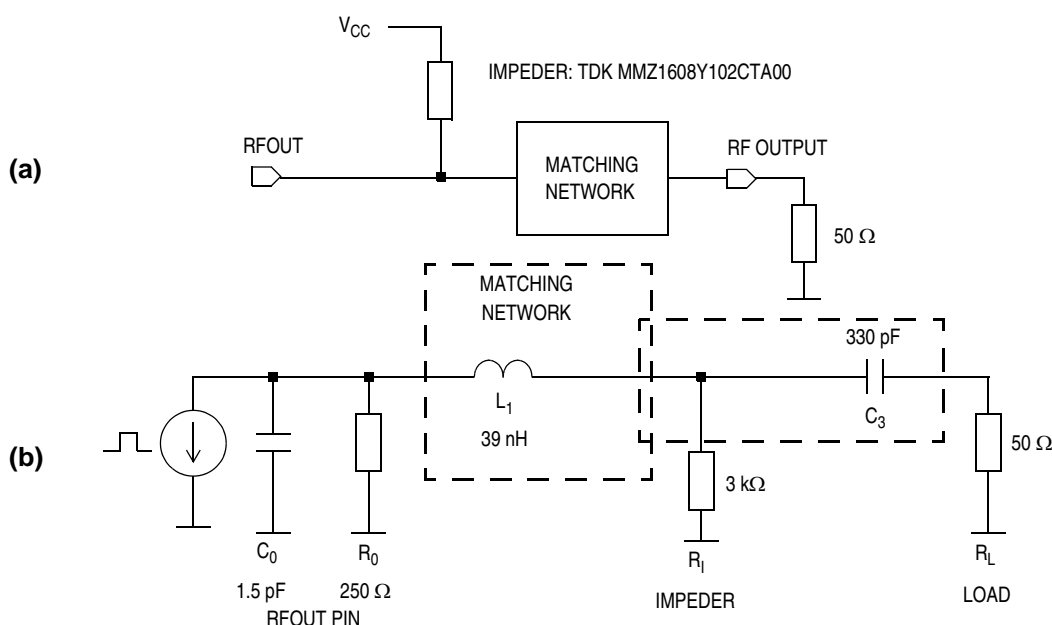 V_CC
IMPEDER: TDK MMZ1608Y102CTA00
RFOUT
RF OUTPUT
(a)
MATCHING
NETWORK
50 Ω
MATCHING
NETWORK
330 pF
L_1
C_3
39 nH
50 Ω
(b)
3 kΩ
C_0
R_0
R_I
R_L
1.5 pF
250 Ω
IMPEDER
LOAD
RFOUT PIN